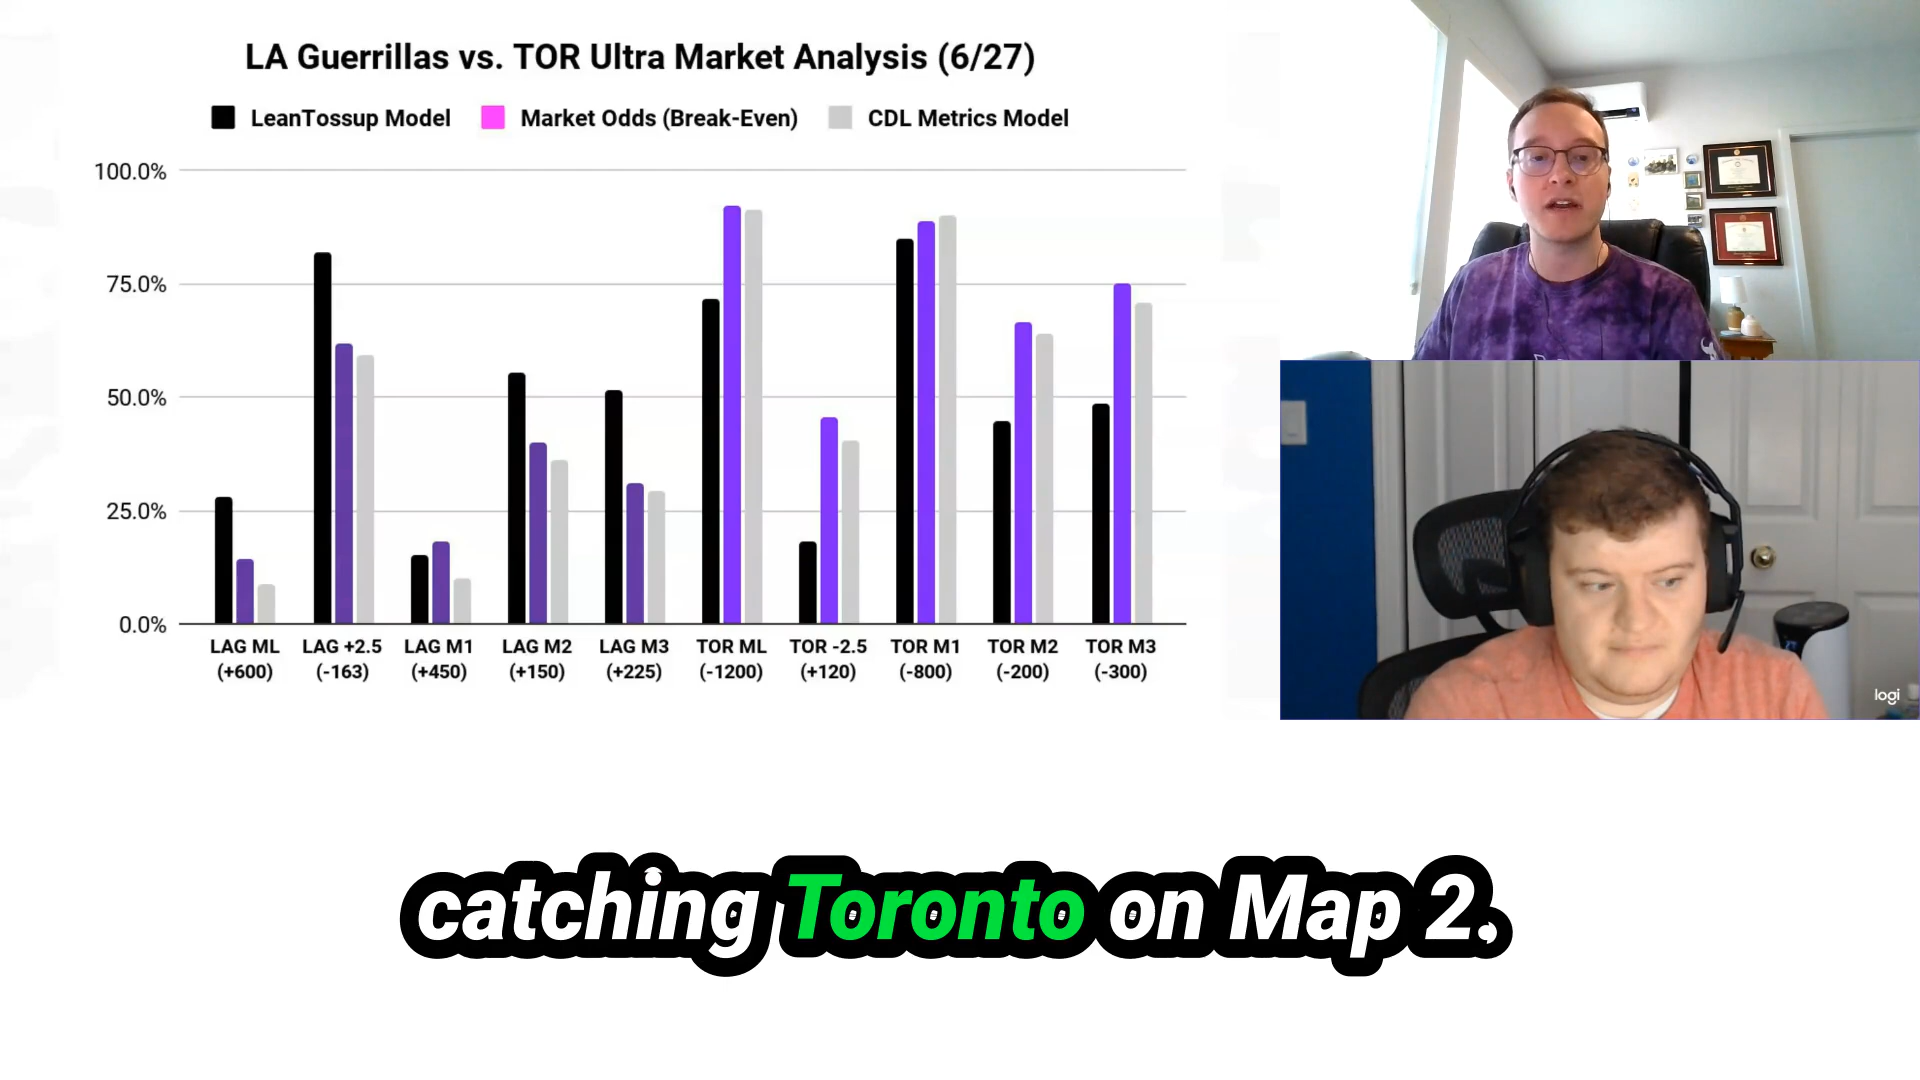 LA Guerrillas vs. TOR Ultra Market Analysis (6/27)
LeanTossup Model Market Odds (Break-Even) CDL Metrics Model
100.0%
75.0%
50.0%
25.0%
0.0%
LAG ML LAG +2.5 LAG M1 LAG M2 LAG M3 TOR ML TOR -2.5 TOR M1 TOR M2 TOR M3
(+600) (-163) (+450) (+150) (+225) (-1200) (+120) (-800) (-200) (-300)
logi
catching Toronto on Map 2.